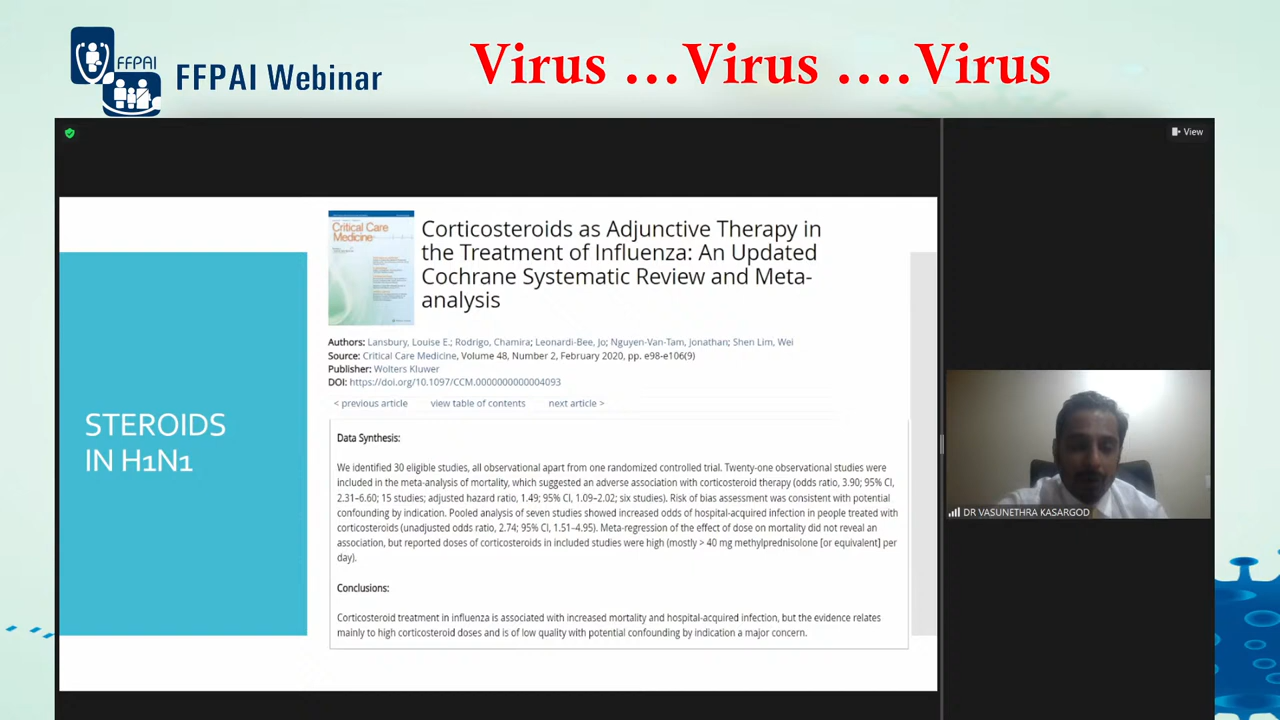 FFPAI
FFPAI Webinar
Virus ...Virus ....Virus
View
Critical Care
Medicine
Corticosteroids as Adjunctive Therapy in
the Treatment of Influenza: An Updated
Cochrane Systematic Review and Meta-
analysis
Authors: Lansbury, Louise E.; Rodrigo, Chamira; Leonardi-Bee, Jo; Nguyen-Van-Tam, Jonathan; Shen Lim, Wei
Source: Critical Care Medicine, Volume 48, Number 2, February 2020, pp. e98-e106(9)
Publisher: Wolters Kluwer
DOI: https://doi.org/10.1097/CCM.0000000000004093
< previous article view table of contents next article >
STEROIDS
IN H1N1
Data Synthesis:
We identified 30 eligible studies, all observational apart from one randomized controlled trial. Twenty-one observational studies were
included in the meta-analysis of mortality, which suggested an adverse association with corticosteroid therapy (odds ratio, 3.90; 95% CI,
2.31–6.60; 15 studies; adjusted hazard ratio, 1.49; 95% CI, 1.09–2.02; six studies). Risk of bias assessment was consistent with potential
confounding by indication. Pooled analysis of seven studies showed increased odds of hospital-acquired infection in people treated with
corticosteroids (unadjusted odds ratio, 2.74; 95% CI, 1.51–4.95). Meta-regression of the effect of dose on mortality did not reveal an
association, but reported doses of corticosteroids in included studies were high (mostly > 40 mg methylprednisolone [or equivalent] per
day).
Conclusions:
Corticosteroid treatment in influenza is associated with increased mortality and hospital-acquired infection, but the evidence relates
mainly to high corticosteroid doses and is of low quality with potential confounding by indication a major concern.
DR VASUNETHRA KASARGOD